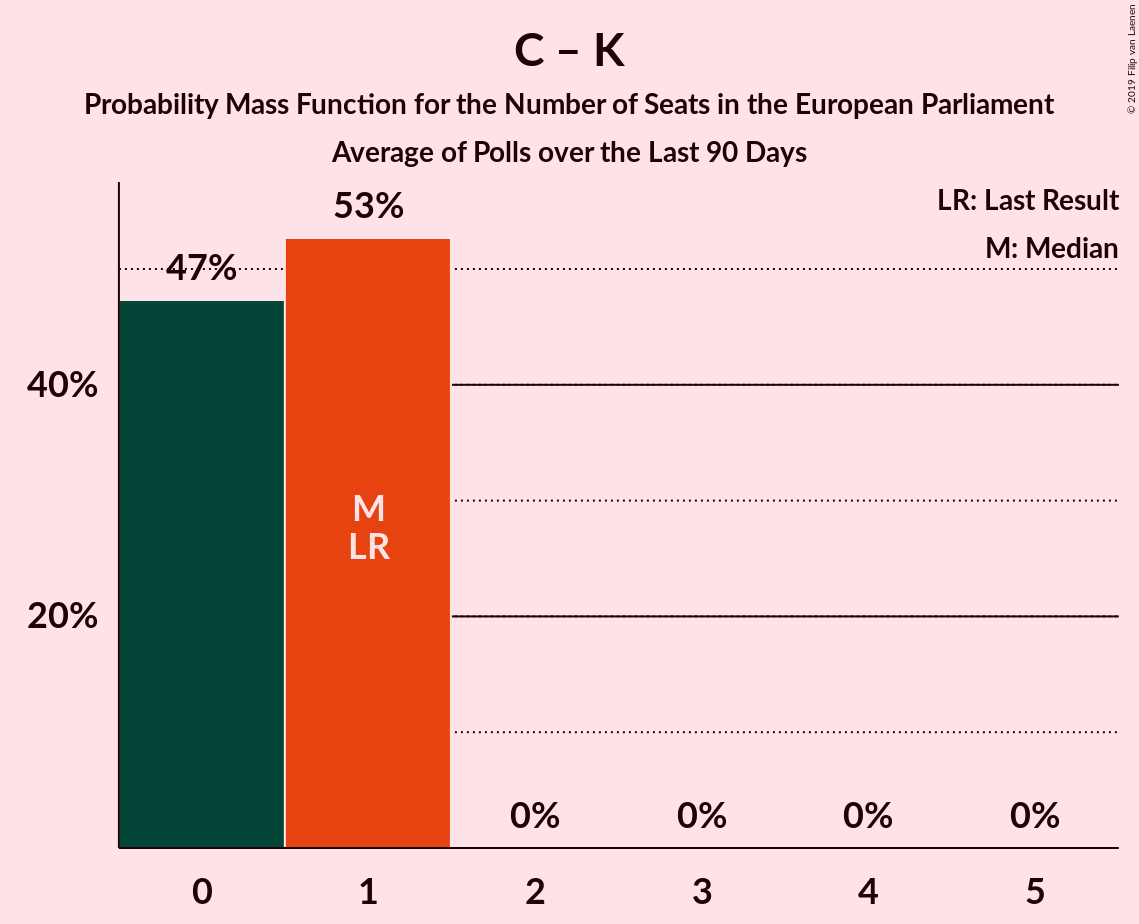 C – K
Probability Mass Function for the Number of Seats in the European Parliament
Average of Polls over the Last 90 Days
© 2019 Filip van Laenen
LR: Last Result
M: Median
53%
47%
40%
20%
M
LR
0%
0%
0%
0%
0
1
2
3
4
5